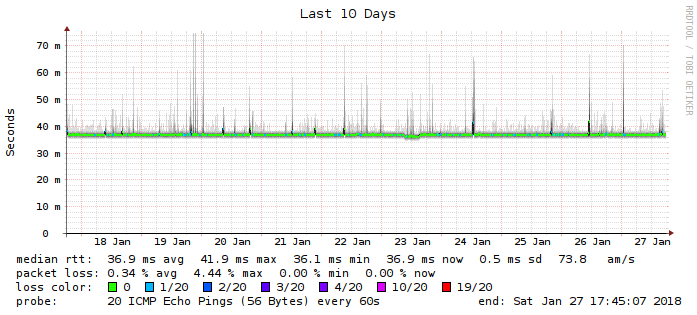 Last 10 Days
RRDTOOL / TOBI OETIKER
Seconds
70 m
60 m
50 m
40 m
30 m
20 m
10 m
0
18 Jan 19 Jan 20 Jan 21 Jan 22 Jan 23 Jan 24 Jan 25 Jan 26 Jan 27 Jan
median rtt: 36.9 ms avg 41.9 ms max 36.1 ms min 36.9 ms now 0.5 ms sd 73.8 am/s
packet loss: 0.34 % avg 4.44 % max 0.00 % min 0.00 % now
loss color: 0 1/20 2/20 3/20 4/20 10/20 19/20
probe: 20 ICMP Echo Pings (56 Bytes) every 60s end: Sat Jan 27 17:45:07 2018